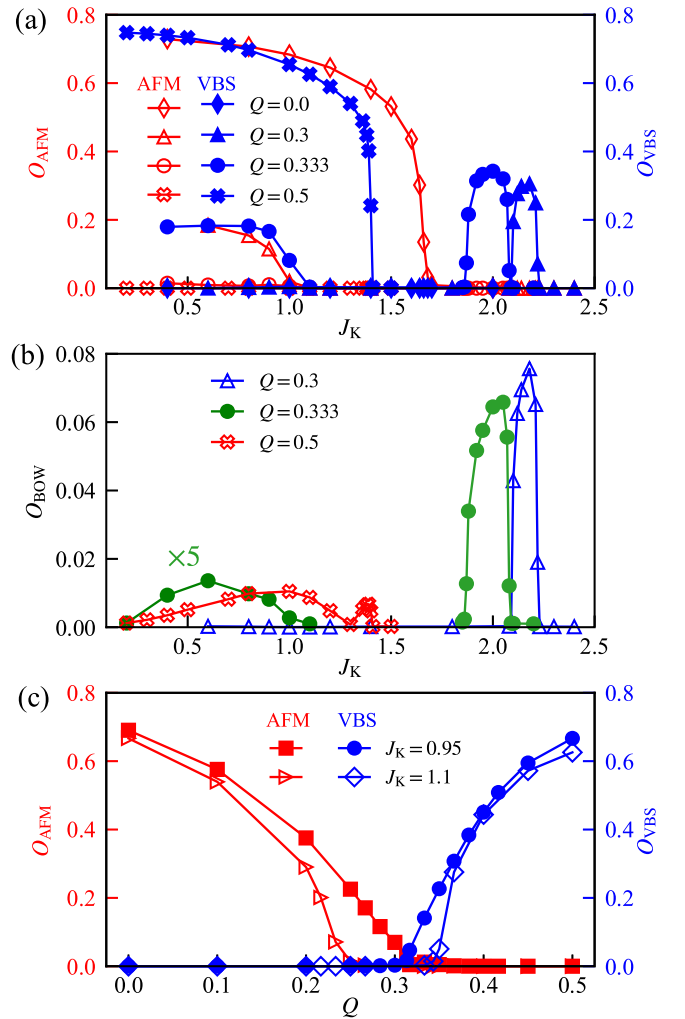 (a)
0.8 0.8
AFM VBS
0.6 0.6
Q = 0.0
Q = 0.3
O_AFM 0.4 0.4 O_VBS
Q = 0.333
Q = 0.5
0.2 0.2
0.0 0.0
0.5 1.0 1.5 2.0 2.5
J_K
(b)
0.08
Q = 0.3
Q = 0.333
Q = 0.5
O_BOW
0.04
×5
0.00
0.5 1.0 1.5 2.0 2.5
J_K
(c)
0.8 0.8
AFM VBS
J_K = 0.95
J_K = 1.1
0.6 0.6
O_AFM 0.4 0.4 O_VBS
0.2 0.2
0.0 0.0
0.0 0.1 0.2 0.3 0.4 0.5
Q